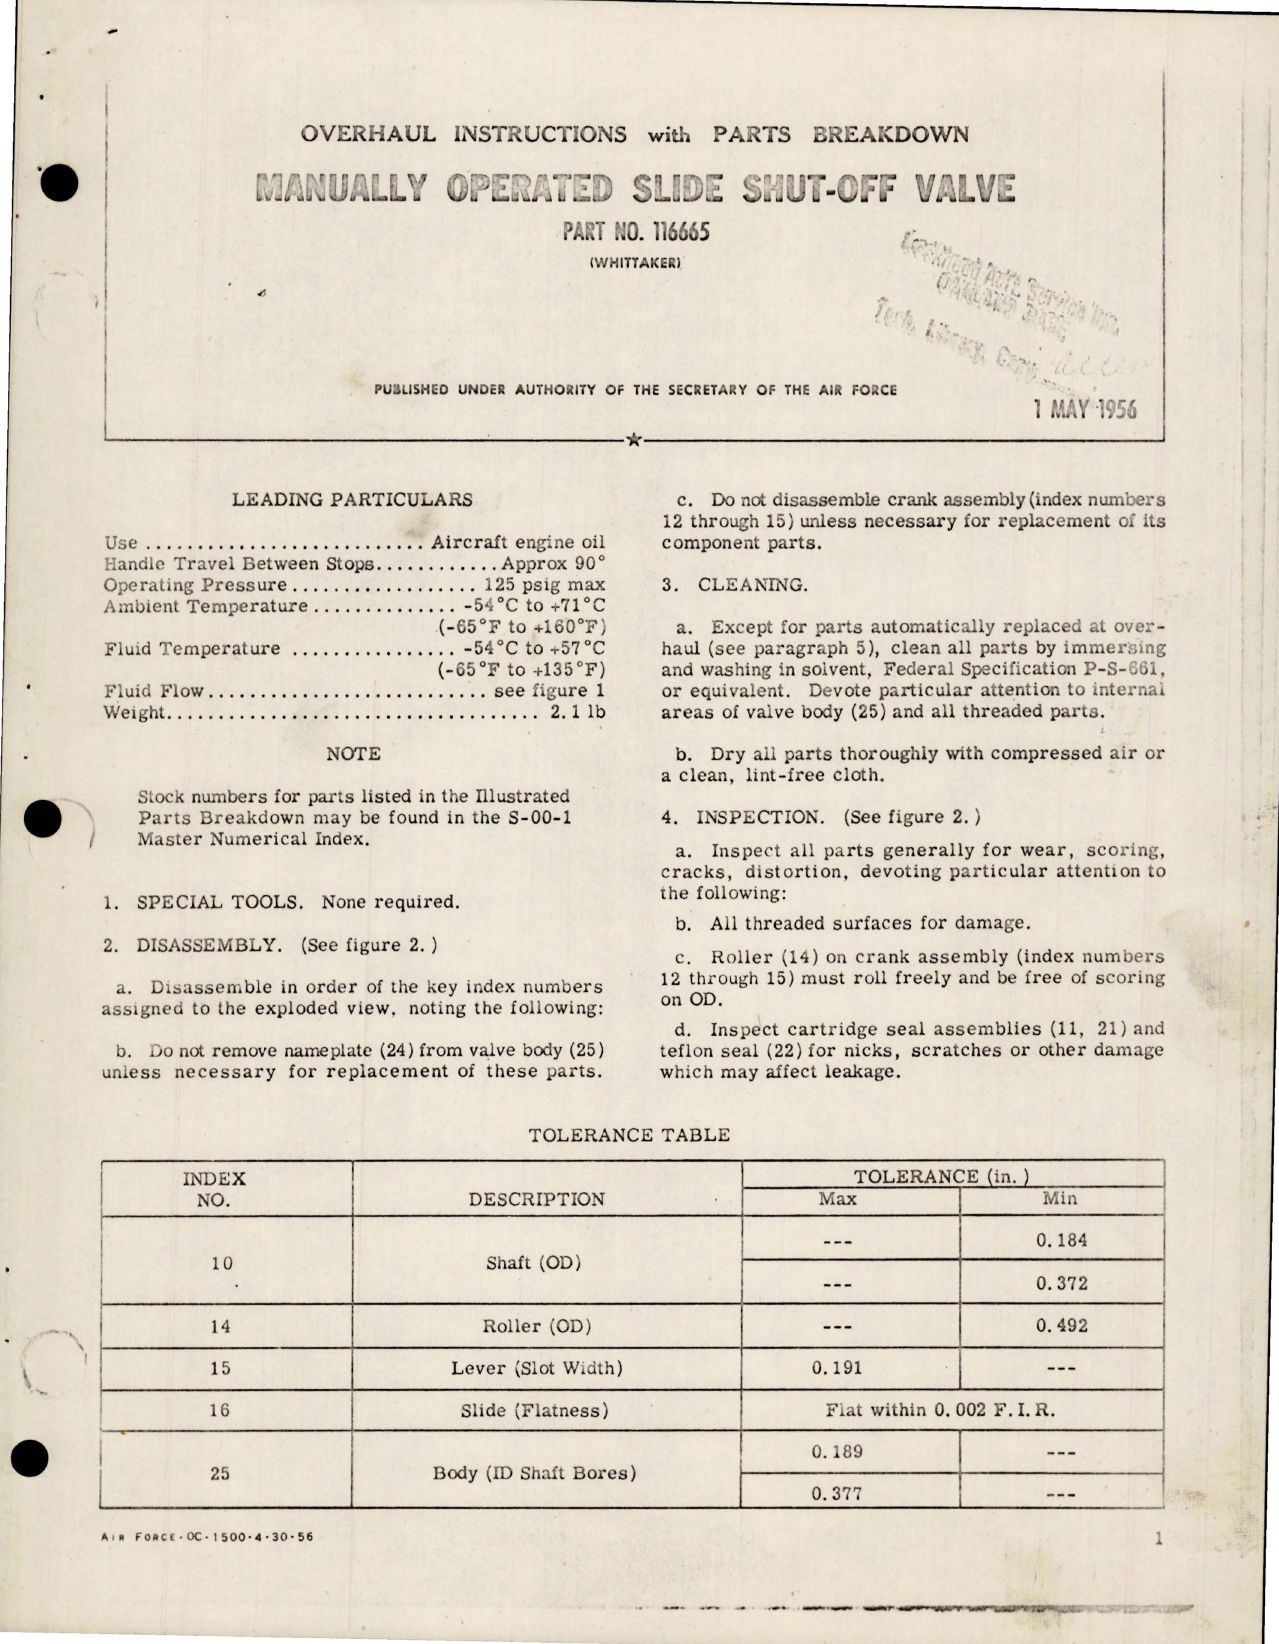 OVERHAUL INSTRUCTIONS with PARTS BREAKDOWN
MANUALLY OPERATED SLIDE SHUT-OFF VALVE
PART NO. 116665
(WHITTAKER)
Lockheed Acft. Service Inc.
Tech. Library, Copy
PUBLISHED UNDER AUTHORITY OF THE SECRETARY OF THE AIR FORCE
1 MAY 1956
LEADING PARTICULARS
Use .......................... Aircraft engine oil
Handle Travel Between Stops............ Approx 90°
Operating Pressure .................. 125 psig max
Ambient Temperature .............. -54°C to +71°C
(-65°F to +160°F)
Fluid Temperature ................ -54°C to +57°C
(-65°F to +135°F)
Fluid Flow........................... see figure 1
Weight.................................... 2.1 lb
NOTE
Stock numbers for parts listed in the Illustrated
Parts Breakdown may be found in the S-00-1
Master Numerical Index.
1. SPECIAL TOOLS. None required.
2. DISASSEMBLY. (See figure 2.)
a. Disassemble in order of the key index numbers
assigned to the exploded view, noting the following:
b. Do not remove nameplate (24) from valve body (25)
unless necessary for replacement of these parts.
c. Do not disassemble crank assembly (index numbers
12 through 15) unless necessary for replacement of its
component parts.
3. CLEANING.
a. Except for parts automatically replaced at over-
haul (see paragraph 5), clean all parts by immersing
and washing in solvent, Federal Specification P-S-661,
or equivalent. Devote particular attention to internal
areas of valve body (25) and all threaded parts.
b. Dry all parts thoroughly with compressed air or
a clean, lint-free cloth.
4. INSPECTION. (See figure 2.)
a. Inspect all parts generally for wear, scoring,
cracks, distortion, devoting particular attention to
the following:
b. All threaded surfaces for damage.
c. Roller (14) on crank assembly (index numbers
12 through 15) must roll freely and be free of scoring
on OD.
d. Inspect cartridge seal assemblies (11, 21) and
teflon seal (22) for nicks, scratches or other damage
which may affect leakage.
TOLERANCE TABLE
INDEX NO. DESCRIPTION TOLERANCE (in.)
Max Min
10 Shaft (OD) --- 0.184
--- 0.372
14 Roller (OD) --- 0.492
15 Lever (Slot Width) 0.191 ---
16 Slide (Flatness) Flat within 0.002 F.I.R.
25 Body (ID Shaft Bores) 0.189 ---
0.377 ---
AIR FORCE-OC-1500-4-30-56
1